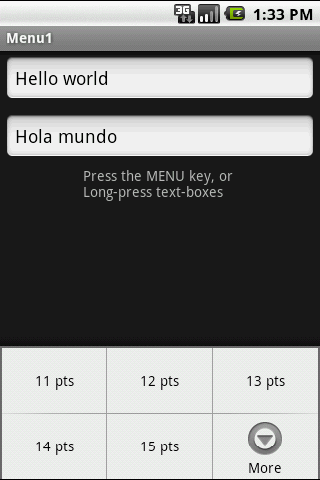 3G 1:33 PM
Menu1
Hello world
Hola mundo
Press the MENU key, or
Long-press text-boxes
11 pts 12 pts 13 pts
14 pts 15 pts More